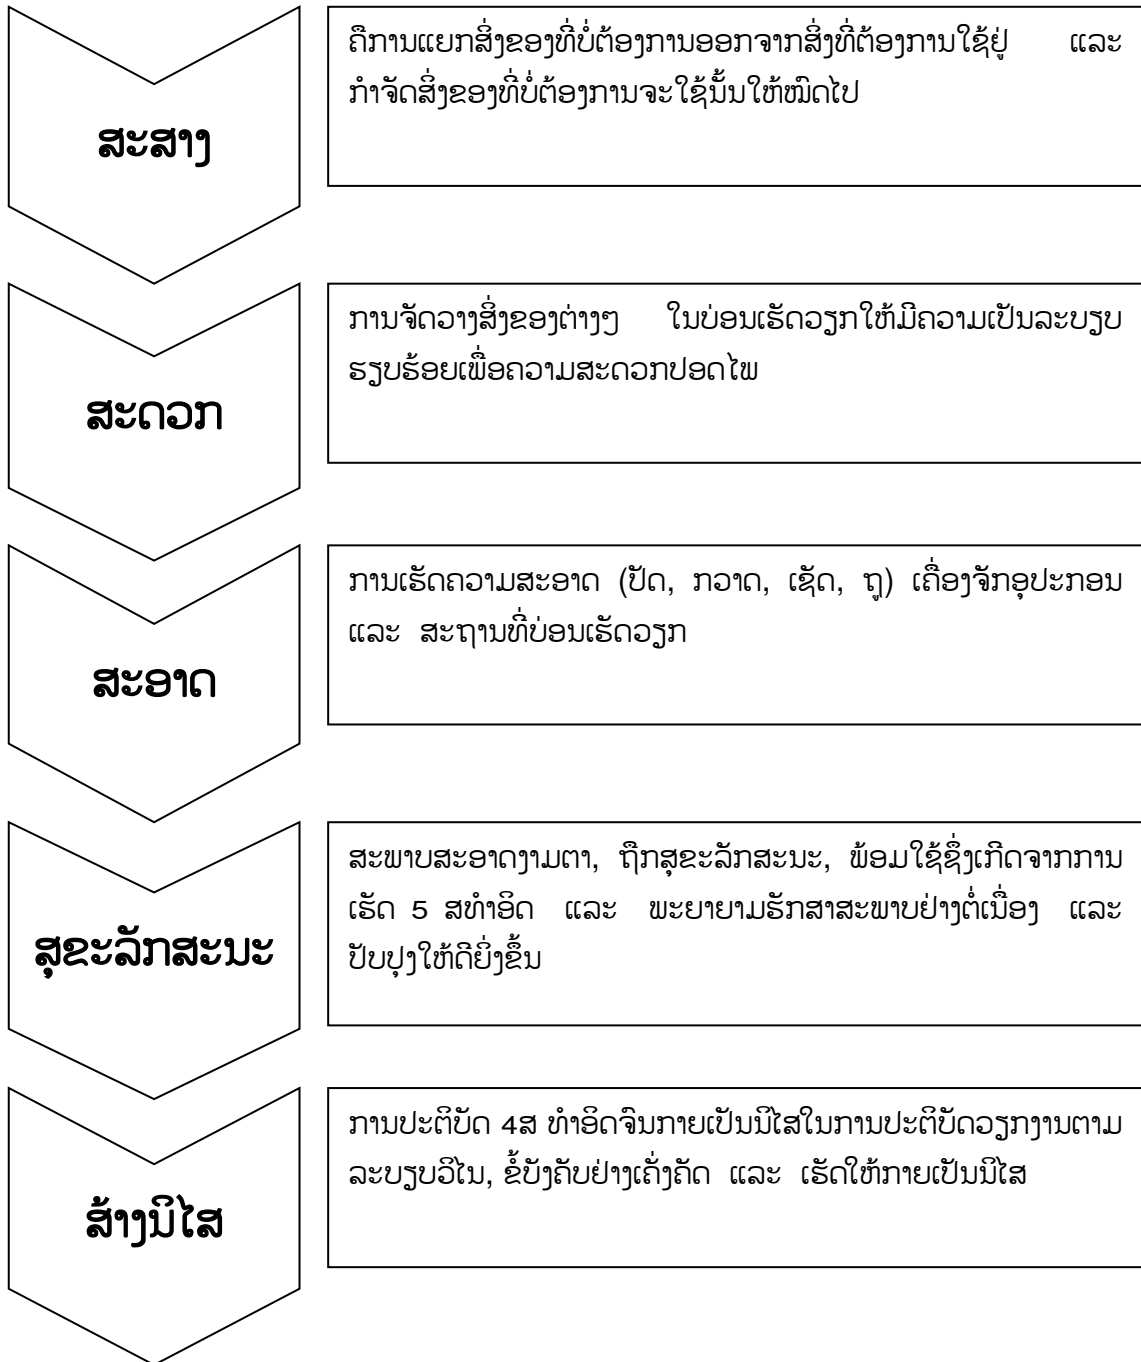 ສະສາງ
ຄືການແຍກສິ່ງຂອງທີ່ບໍ່ຕ້ອງການອອກຈາກສິ່ງທີ່ຕ້ອງການໃຊ້ຢູ່ ແລະ
ກຳຈັດສິ່ງຂອງທີ່ບໍ່ຕ້ອງການຈະໃຊ້ນັ້ນໃຫ້ໝົດໄປ
ສະດວກ
ການຈັດວາງສິ່ງຂອງຕ່າງໆ ໃນບ່ອນເຮັດວຽກໃຫ້ມີຄວາມເປັນລະບຽບ
ຮຽບຮ້ອຍເພື່ອຄວາມສະດວກປອດໄພ
ສະອາດ
ການເຮັດຄວາມສະອາດ (ປັດ, ກວາດ, ເຊັດ, ຖູ) ເຄື່ອງຈັກອຸປະກອນ
ແລະ ສະຖານທີ່ບ່ອນເຮັດວຽກ
ສຸຂະລັກສະນະ
ສະພາບສະອາດງາມຕາ, ຖືກສຸຂະລັກສະນະ, ພ້ອມໃຊ້ຊຶ່ງເກີດຈາກການ
ເຮັດ 5 ສທຳອິດ ແລະ ພະຍາຍາມຮັກສາສະພາບຢ່າງຕໍ່ເນື່ອງ ແລະ
ປັບປຸງໃຫ້ດີຍິ່ງຂຶ້ນ
ສ້າງນິໄສ
ການປະຕິບັດ 4ສ ທຳອິດຈົນກາຍເປັນນິໄສໃນການປະຕິບັດວຽກງານຕາມ
ລະບຽບວິໄນ, ຂໍ້ບັງຄັບຢ່າງເຄັ່ງຄັດ ແລະ ເຮັດໃຫ້ກາຍເປັນນິໄສ